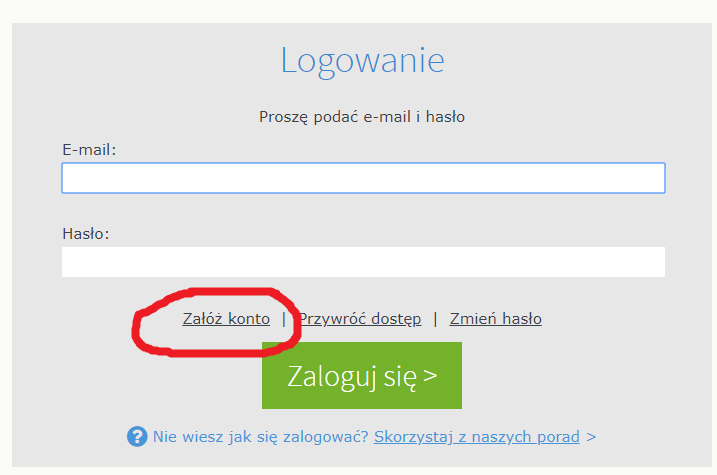 Logowanie
Proszę podać e-mail i hasło
E-mail:
Hasło:
Załóż konto | Przywróć dostęp | Zmień hasło
Zaloguj się >
? Nie wiesz jak się zalogować? Skorzystaj z naszych porad >